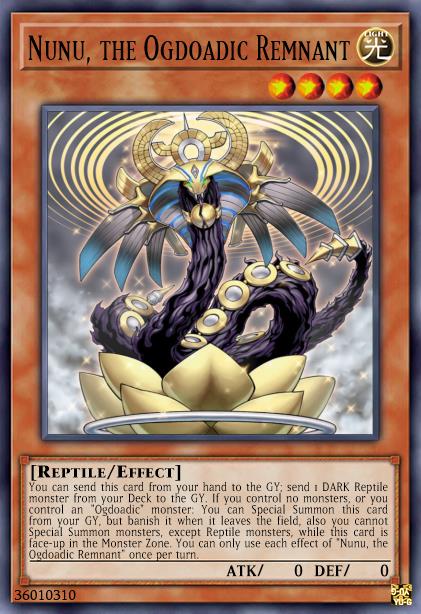 NUNU, THE OGDOADIC REMNANT
LIGHT
光
[REPTILE/EFFECT]
You can send this card from your hand to the GY; send 1 DARK Reptile
monster from your Deck to the GY. If you control no monsters, or you
control an "Ogdoadic" monster: You can Special Summon this card
from your GY, but banish it when it leaves the field, also you cannot
Special Summon monsters, except Reptile monsters, while this card is
face-up in the Monster Zone. You can only use each effect of "Nunu, the
Ogdoadic Remnant" once per turn.
ATK/ 0 DEF/ 0
36010310